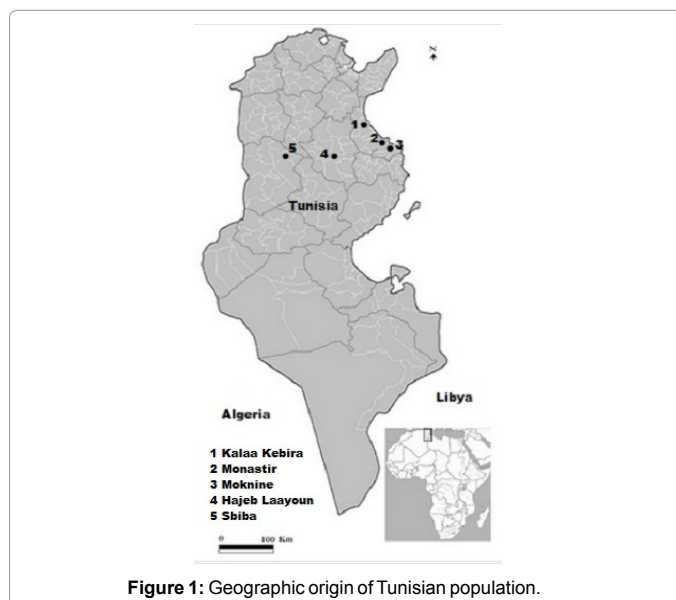 N
1
2
3
5
4
Tunisia
Libya
Algeria
1 Kalaa Kebira
2 Monastir
3 Moknine
4 Hajeb Laayoun
5 Sbiba
0 100 Km
Figure 1: Geographic origin of Tunisian population.